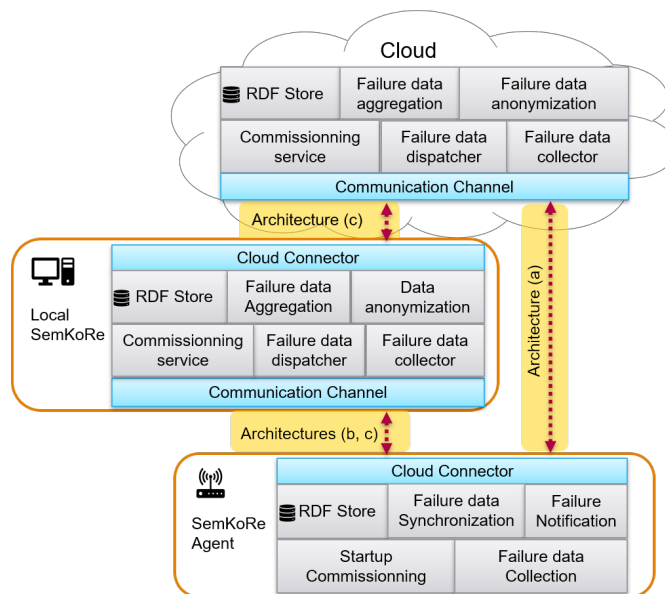 Cloud
RDF Store
Failure data
aggregation
Failure data
anonymization
Commissionning
service
Failure data
dispatcher
Failure data
collector
Communication Channel
Architecture (c)
Architecture (a)
Local
SemKoRe
Cloud Connector
RDF Store
Failure data
Aggregation
Data
anonymization
Commissionning
service
Failure data
dispatcher
Failure data
collector
Communication Channel
Architectures (b, c)
SemKoRe
Agent
Cloud Connector
RDF Store
Failure data
Synchronization
Failure
Notification
Startup
Commissionning
Failure data
Collection